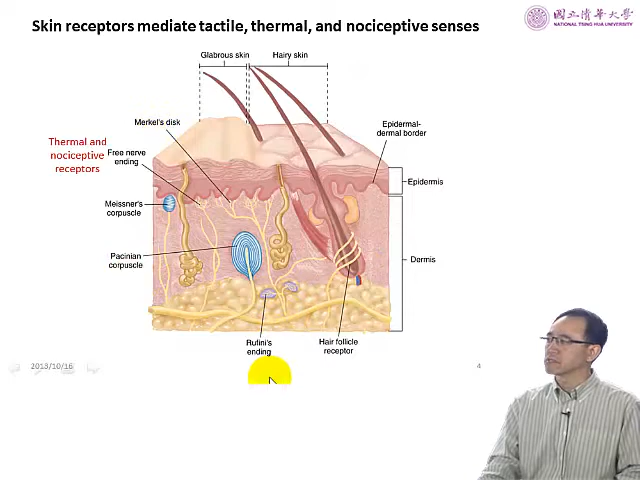 Skin receptors mediate tactile, thermal, and nociceptive senses
國立清華大學
NATIONAL TSING HUA UNIVERSITY
Glabrous skin
Hairy skin
Merkel's disk
Epidermal-
dermal border
Thermal and
nociceptive
receptors
Free nerve
ending
Epidermis
Meissner's
corpuscle
Pacinian
corpuscle
Dermis
Rufini's
ending
Hair follicle
receptor
2013/10/16
4